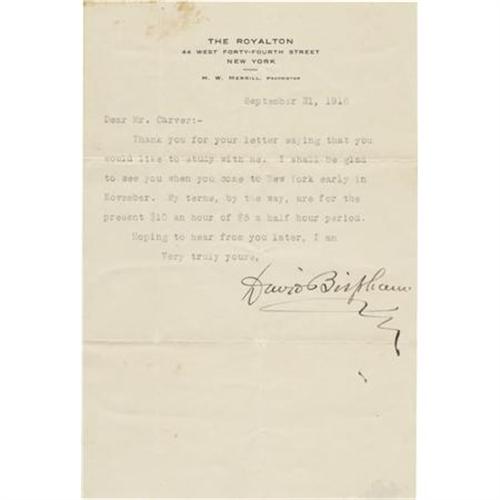 THE ROYALTON
44 WEST FORTY-FOURTH STREET
NEW YORK
H. W. MERRILL, PROPRIETOR
September 21, 1916
Dear Mr. Carver:-
Thank you for your letter saying that you
would like to study with me. I shall be glad
to see you when you come to New York early in
November. My terms, by the way, are for the
present $10 an hour of $5 a half hour period.
Hoping to hear from you later, I am
Very truly yours,
David Bispham